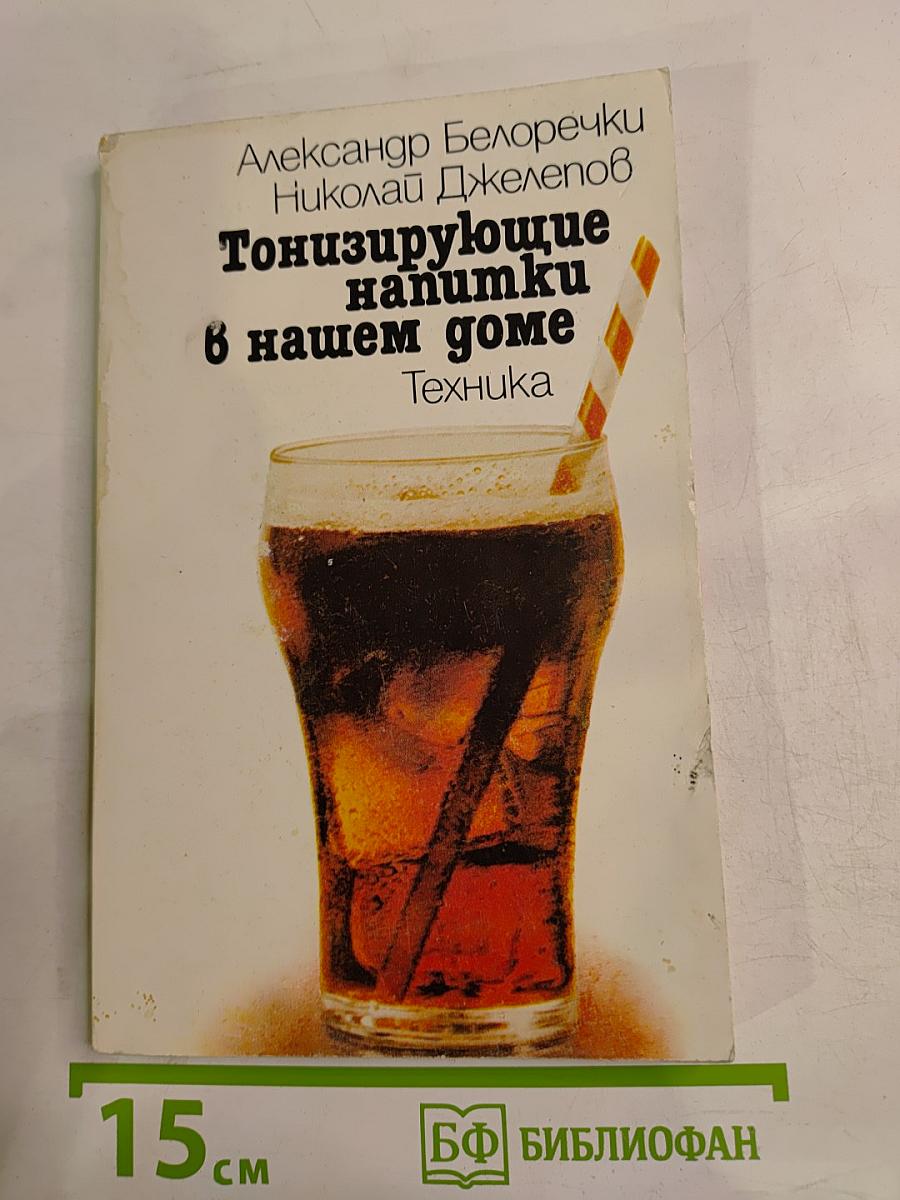 Александр Белоречки
Николай Джелепов
Тонизирующие
напитки
в нашем доме
Техника
15 см
БФ БИБЛИОФАН